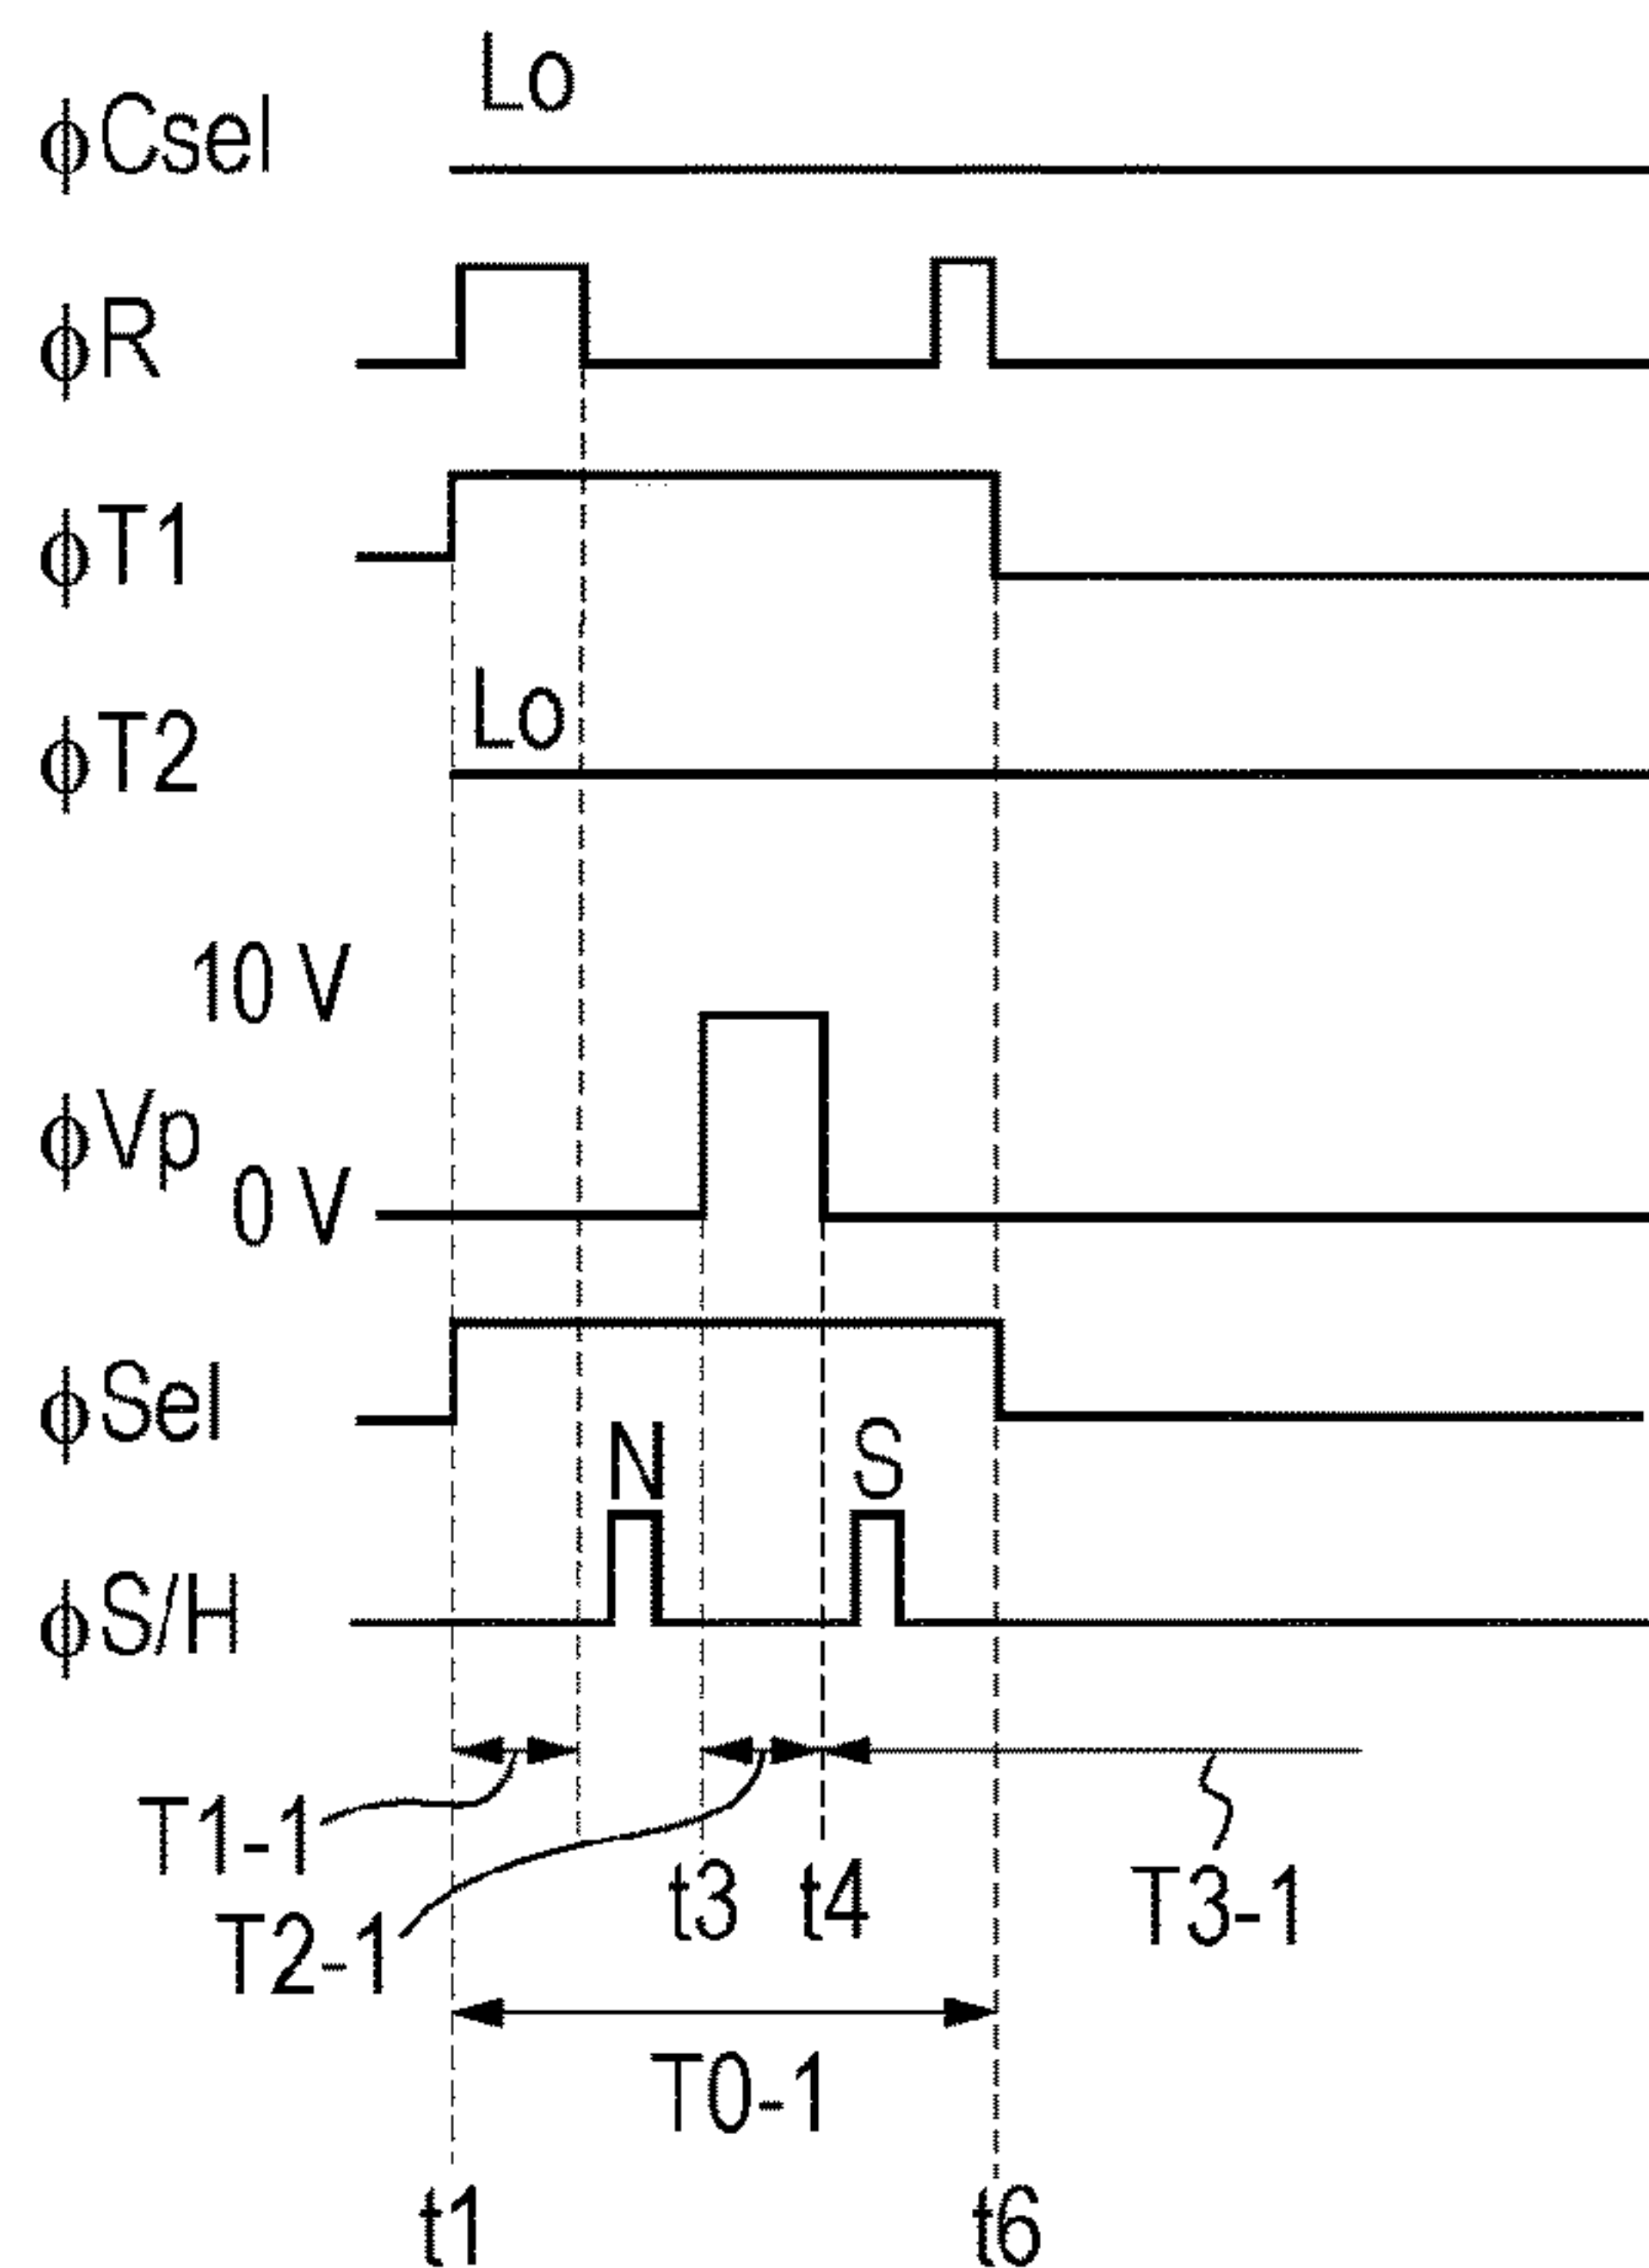 Lo
φCsel
φR
φT1
Lo
φT2
10 V
φVp
0 V
φSel
N S
φS/H
T1-1
t3 t4 T3-1
T2-1
T0-1
t1 t6